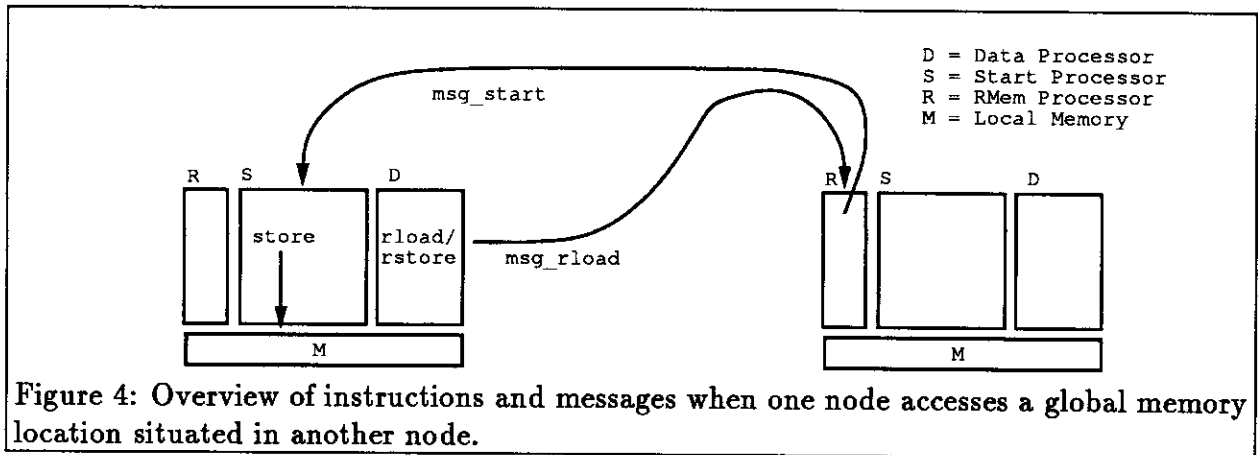 D = Data Processor
S = Start Processor
R = RMem Processor
M = Local Memory
msg_start
R S D
R S D
store
rload/
rstore
msg_rload
M
M
Figure 4: Overview of instructions and messages when one node accesses a global memory
location situated in another node.